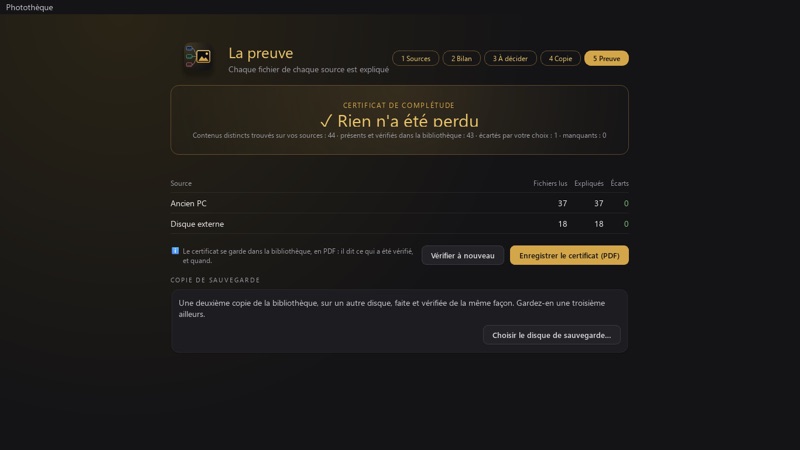 Photothèque
La preuve
Chaque fichier de chaque source est expliqué
1 Sources
2 Bilan
3 À décider
4 Copie
5 Preuve
CERTIFICAT DE COMPLÉTUDE
✓ Rien n'a été perdu
Contenus distincts trouvés sur vos sources : 44 · présents et vérifiés dans la bibliothèque : 43 · écartés par votre choix : 1 · manquants : 0
Source Fichiers lus Expliqués Écarts
Ancien PC 37 37 0
Disque externe 18 18 0
Le certificat se garde dans la bibliothèque, en PDF : il dit ce qui a été vérifié,
et quand.
Vérifier à nouveau
Enregistrer le certificat (PDF)
COPIE DE SAUVEGARDE
Une deuxième copie de la bibliothèque, sur un autre disque, faite et vérifiée de la même façon. Gardez-en une troisième
ailleurs.
Choisir le disque de sauvegarde...